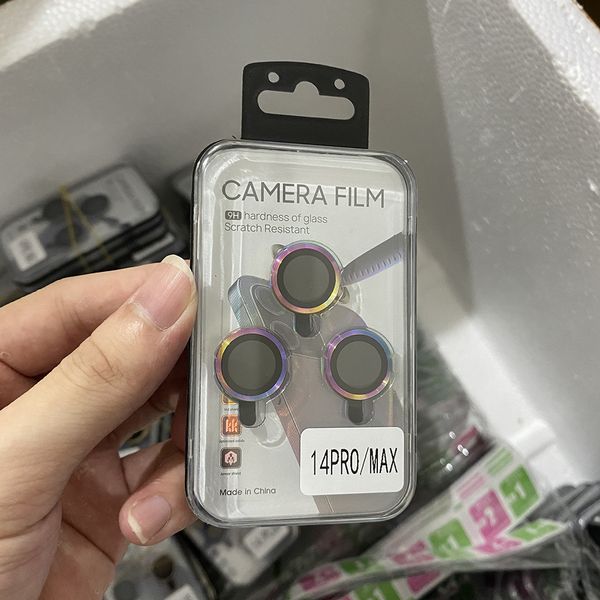 CAMERA FILM
9H hardness of glass
Scratch Resistant
14PRO/MAX
Made in China